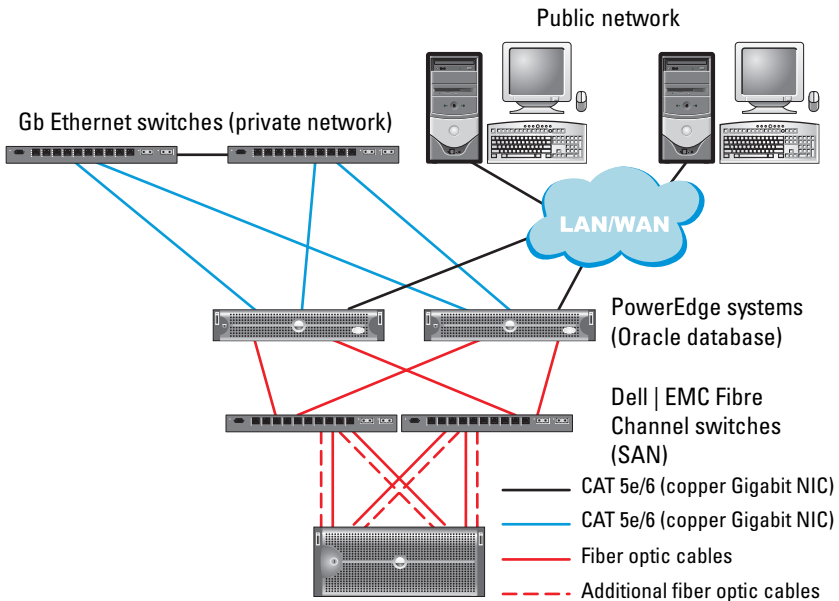 Public network
Gb Ethernet switches (private network)
LAN/WAN
PowerEdge systems
(Oracle database)
Dell | EMC Fibre
Channel switches
(SAN)
CAT 5e/6 (copper Gigabit NIC)
CAT 5e/6 (copper Gigabit NIC)
Fiber optic cables
Additional fiber optic cables